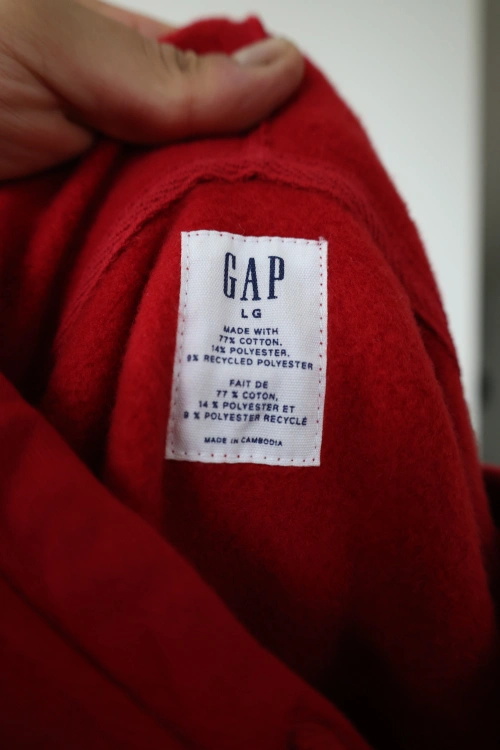 GAP
LG
MADE WITH
77% COTTON,
14% POLYESTER,
9% RECYCLED POLYESTER
FAIT DE
77 % COTON,
14 % POLYESTER ET
9 % POLYESTER RECYCLÉ
MADE IN CAMBODIA